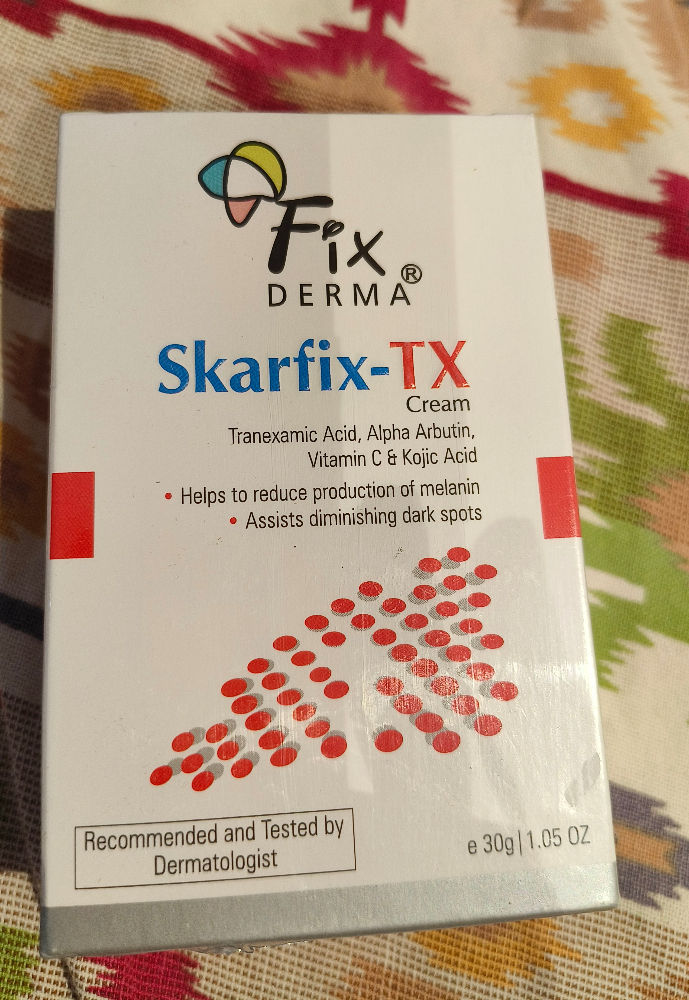 Fix
DERMA®
Skarfix-TX
Cream
Tranexamic Acid, Alpha Arbutin,
Vitamin C & Kojic Acid
• Helps to reduce production of melanin
• Assists diminishing dark spots
Recommended and Tested by
Dermatologist
e 30g|1.05 OZ